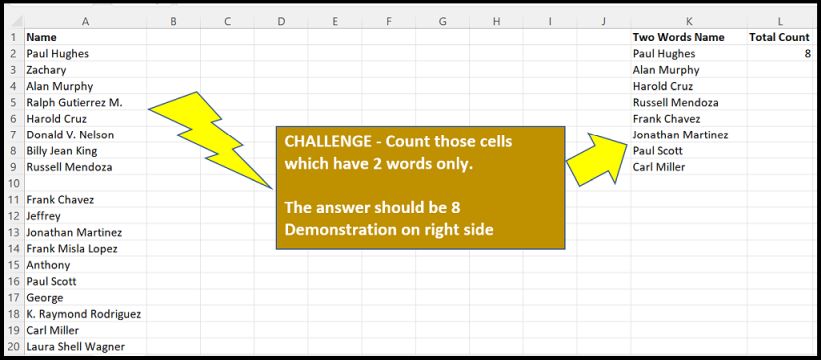 A B C D E F G H I J K L
1 Name Two Words Name Total Count
2 Paul Hughes Paul Hughes 8
3 Zachary Alan Murphy
4 Alan Murphy Harold Cruz
5 Ralph Gutierrez M. Russell Mendoza
6 Harold Cruz Frank Chavez
7 Donald V. Nelson Jonathan Martinez
8 Billy Jean King Paul Scott
9 Russell Mendoza Carl Miller
10
11 Frank Chavez
12 Jeffrey
13 Jonathan Martinez
14 Frank Misla Lopez
15 Anthony
16 Paul Scott
17 George
18 K. Raymond Rodriguez
19 Carl Miller
20 Laura Shell Wagner
CHALLENGE - Count those cells
which have 2 words only.
The answer should be 8
Demonstration on right side